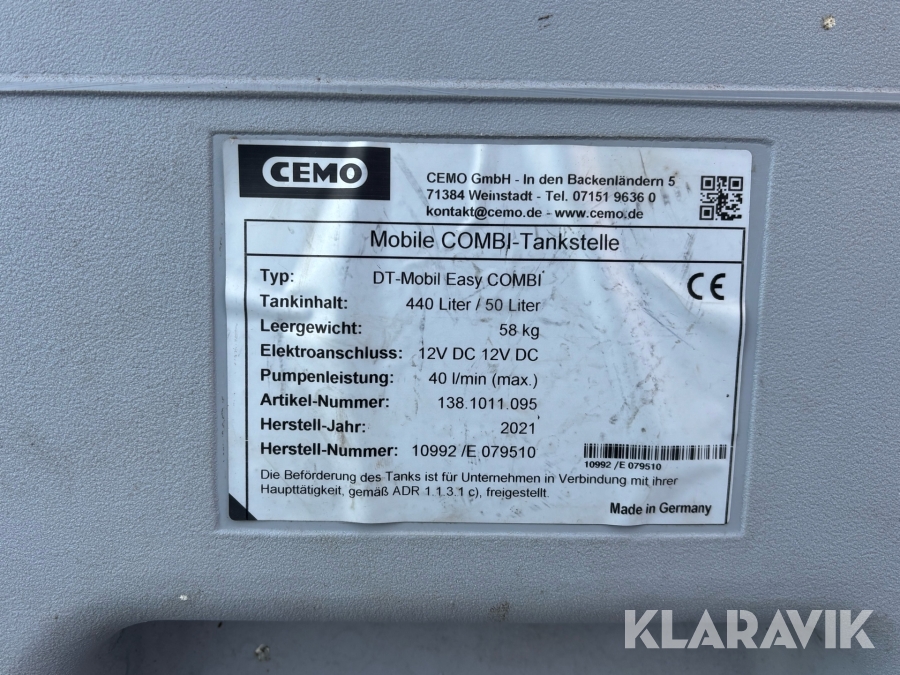 CEMO
CEMO GmbH - In den Backenländern 5
71384 Weinstadt - Tel. 07151 9636 0
kontakt@cemo.de - www.cemo.de
Mobile COMBI-Tankstelle
Typ: DT-Mobil Easy COMBI
CE
Tankinhalt: 440 Liter / 50 Liter
Leergewicht: 58 kg
Elektroanschluss: 12V DC 12V DC
Pumpenleistung: 40 l/min (max.)
Artikel-Nummer: 138.1011.095
Herstell-Jahr: 2021
Herstell-Nummer: 10992 /E 079510
10992 /E 079510
Die Beförderung des Tanks ist für Unternehmen in Verbindung mit ihrer
Haupttätigkeit, gemäß ADR 1.1.3.1 c), freigestellt.
Made in Germany
KLARAVIK